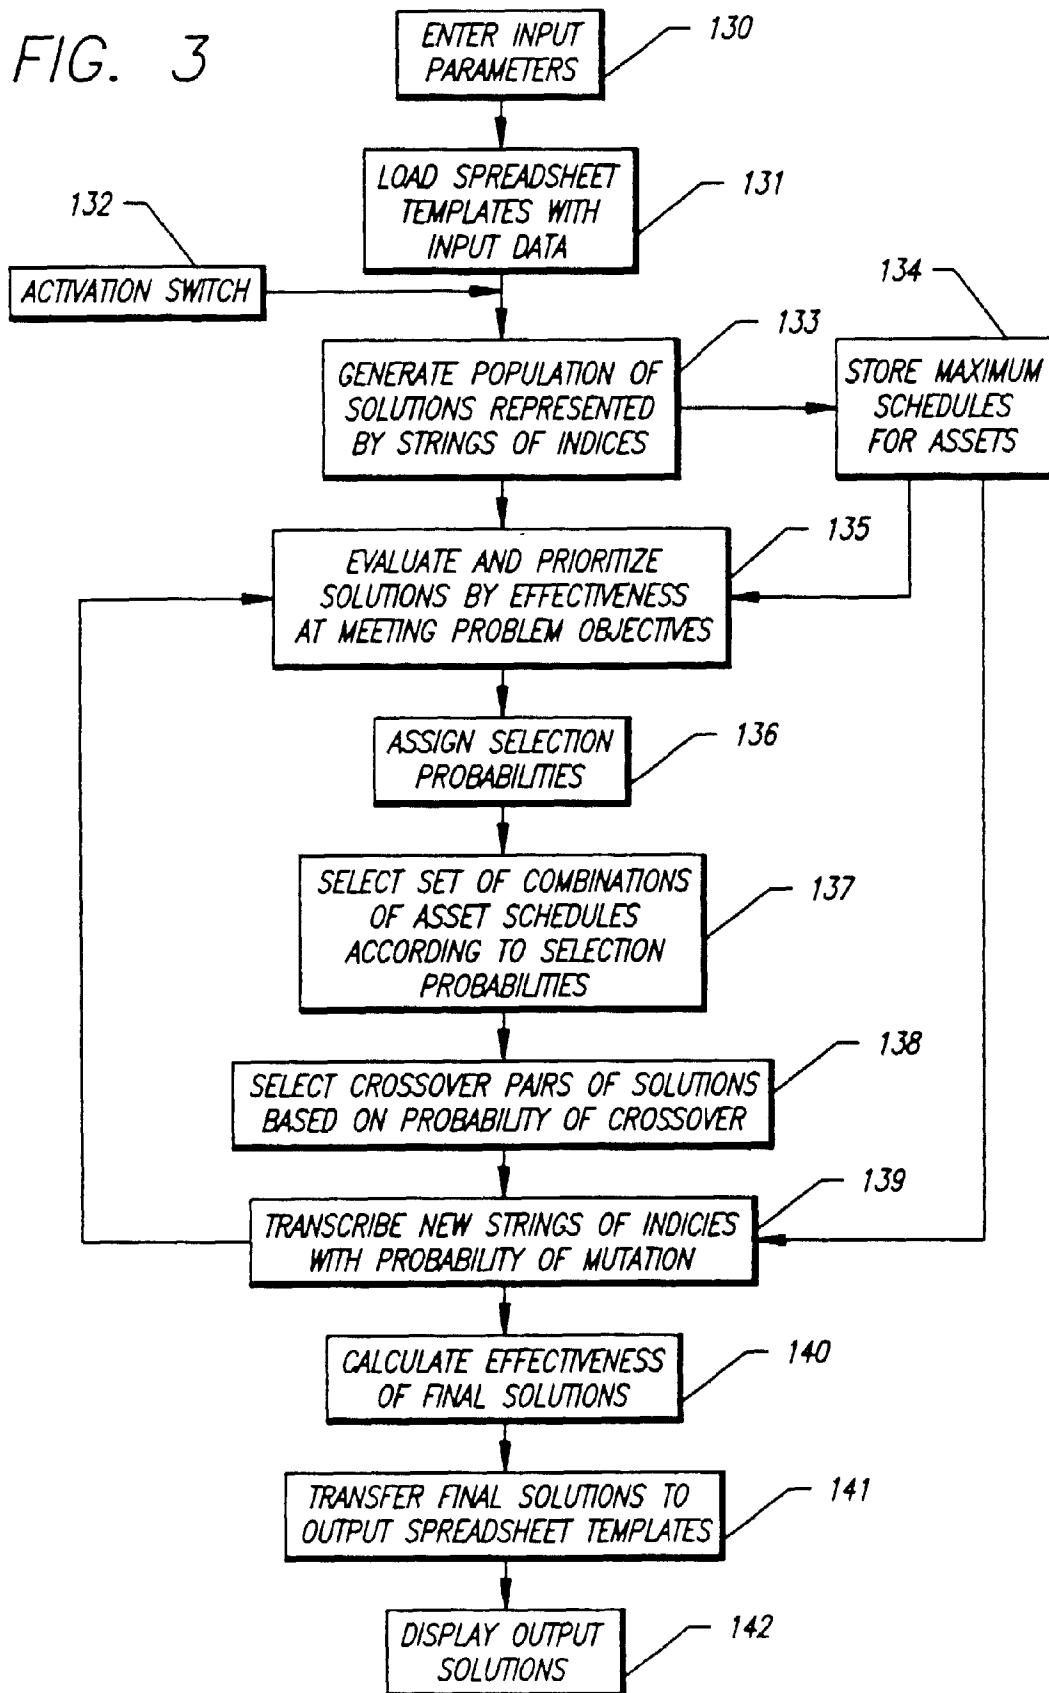 FIG. 3
ENTER INPUT
PARAMETERS
130
LOAD SPREADSHEET
TEMPLATES WITH
INPUT DATA
131
132
ACTIVATION SWITCH
133
GENERATE POPULATION OF
SOLUTIONS REPRESENTED
BY STRINGS OF INDICES
134
STORE MAXIMUM
SCHEDULES
FOR ASSETS
135
EVALUATE AND PRIORITIZE
SOLUTIONS BY EFFECTIVENESS
AT MEETING PROBLEM OBJECTIVES
ASSIGN SELECTION
PROBABILITIES
136
SELECT SET OF COMBINATIONS
OF ASSET SCHEDULES
ACCORDING TO SELECTION
PROBABILITIES
137
138
SELECT CROSSOVER PAIRS OF SOLUTIONS
BASED ON PROBABILITY OF CROSSOVER
139
TRANSCRIBE NEW STRINGS OF INDICIES
WITH PROBABILITY OF MUTATION
CALCULATE EFFECTIVENESS
OF FINAL SOLUTIONS
140
TRANSFER FINAL SOLUTIONS TO
OUTPUT SPREADSHEET TEMPLATES
141
DISPLAY OUTPUT
SOLUTIONS
142